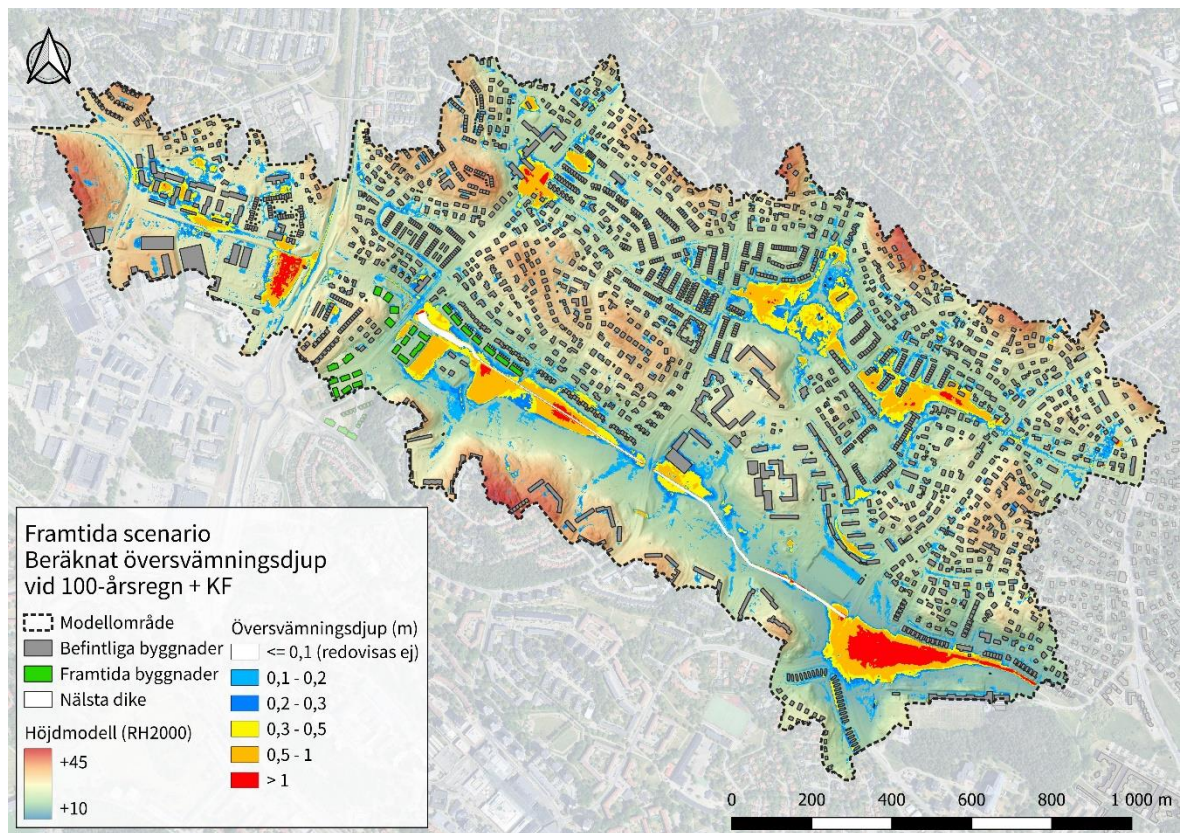 Framtida scenario
Beräknat översvämningsdjup
vid 100-årsregn + KF
Modellområde
Befintliga byggnader
Framtida byggnader
Nälsta dike
Höjdmodell (RH2000)
+45
+10
Översvämningsdjup (m)
<= 0,1 (redovisas ej)
0,1 - 0,2
0,2 - 0,3
0,3 - 0,5
0,5 - 1
> 1
0 200 400 600 800 1 000 m